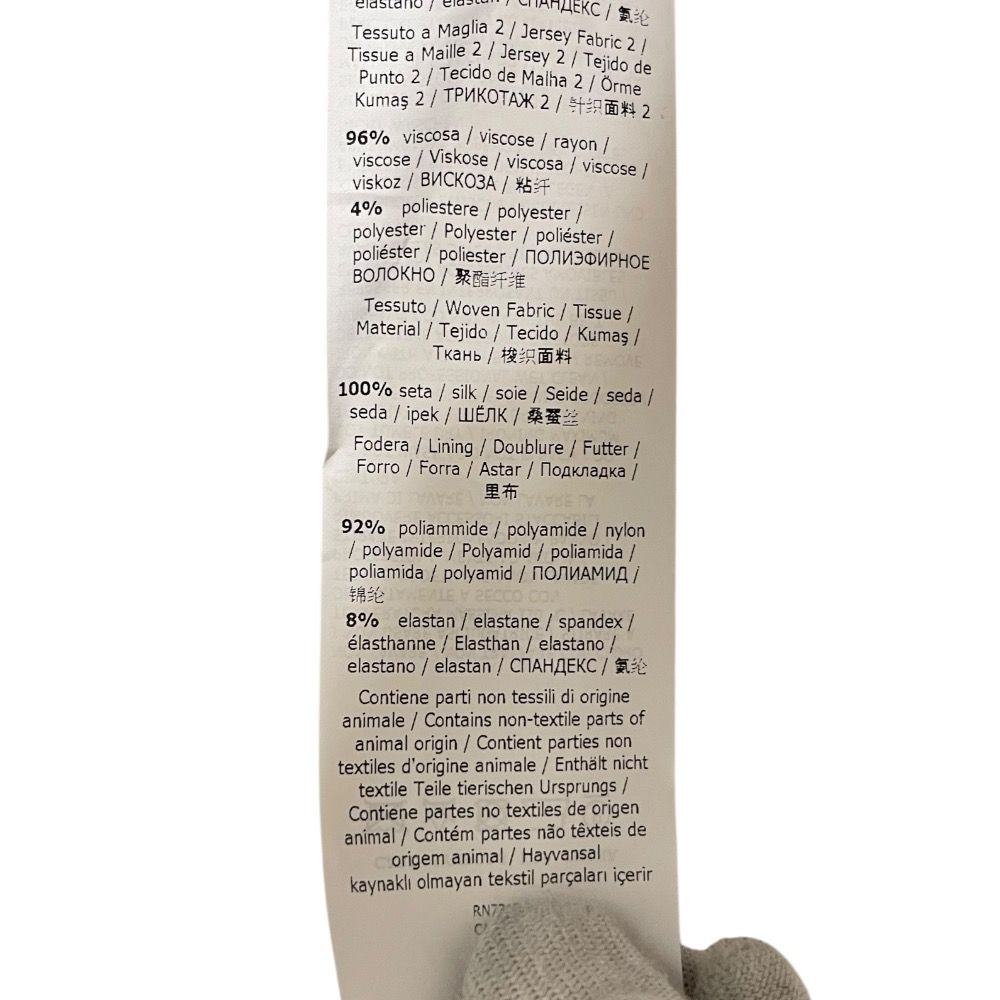 elastano / elastan / СПАНДЕКС / 氨纶
Tessuto a Maglia 2 / Jersey Fabric 2 /
Tissue a Maille 2 / Jersey 2 / Tejido de
Punto 2 / Tecido de Malha 2 / Örme
Kumaş 2 / ТРИКОТАЖ 2 / 针织面料 2
96% viscosa / viscose / rayon /
viscose / Viskose / viscosa / viscose /
viskoz / ВИСКОЗА / 粘纤
4% poliestere / polyester /
polyester / Polyester / poliéster /
poliéster / poliester / ПОЛИЭФИРНОЕ
ВОЛОКНО / 聚酯纤维
Tessuto / Woven Fabric / Tissue /
Material / Tejido / Tecido / Kumaş /
Ткань / 梭织面料
100% seta / silk / soie / Seide / seda /
seda / ipek / ШЁЛК / 桑蚕丝
Fodera / Lining / Doublure / Futter /
Forro / Forra / Astar / Подкладка /
里布
92% poliammide / polyamide / nylon
/ polyamide / Polyamid / poliamida /
poliamida / polyamid / ПОЛИАМИД /
锦纶
8% elastan / elastane / spandex /
élasthanne / Elasthan / elastano /
elastano / elastan / СПАНДЕКС / 氨纶
Contiene parti non tessili di origine
animale / Contains non-textile parts of
animal origin / Contient parties non
textiles d'origine animale / Enthält nicht
textile Teile tierischen Ursprungs /
Contiene partes no textiles de origen
animal / Contém partes não têxteis de
origem animal / Hayvansal
kaynaklı olmayan tekstil parçaları içerir